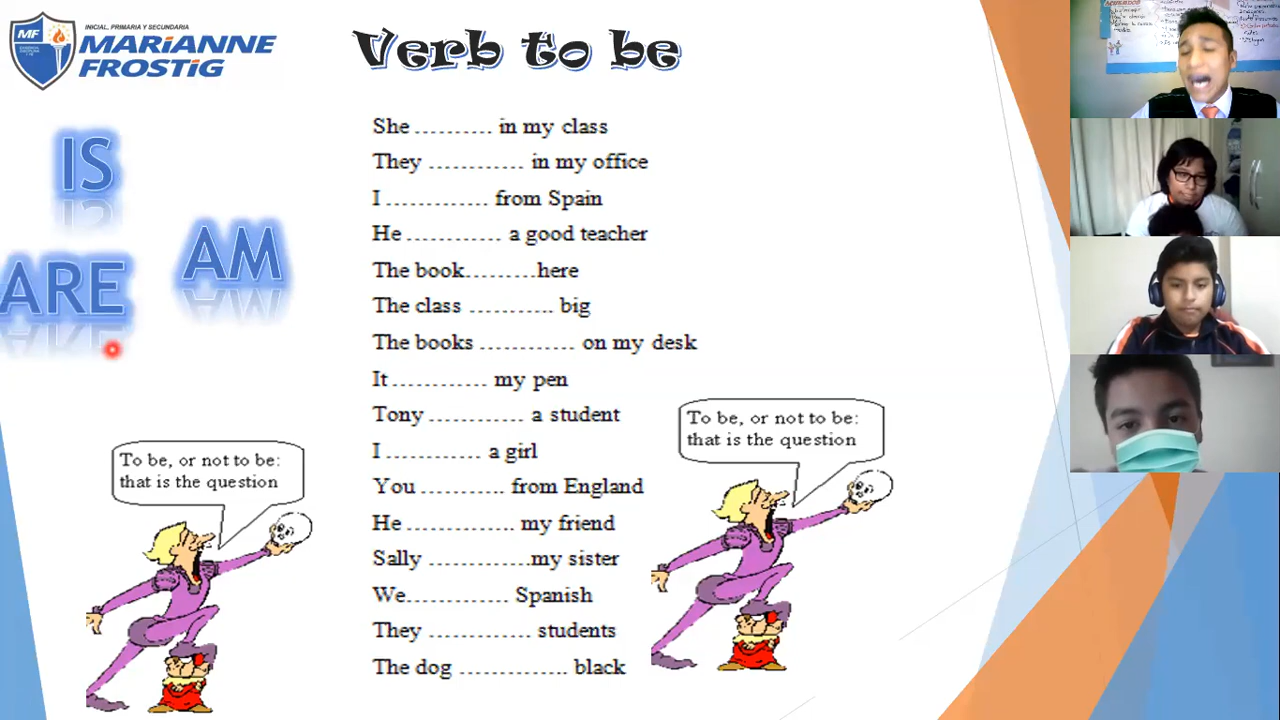 INICIAL, PRIMARIA Y SECUNDARIA
MF
MARIANNE
FROSTIG
Verb to be
IS
ARE
AM
She .......... in my class
They ............ in my office
I ............. from Spain
He ............ a good teacher
The book.........here
The class ........... big
The books ............ on my desk
It ............ my pen
Tony ............ a student
I ............ a girl
You ........... from England
He ............. my friend
Sally .............my sister
We............. Spanish
They ............. students
The dog .............. black
To be, or not to be:
that is the question
To be, or not to be:
that is the question